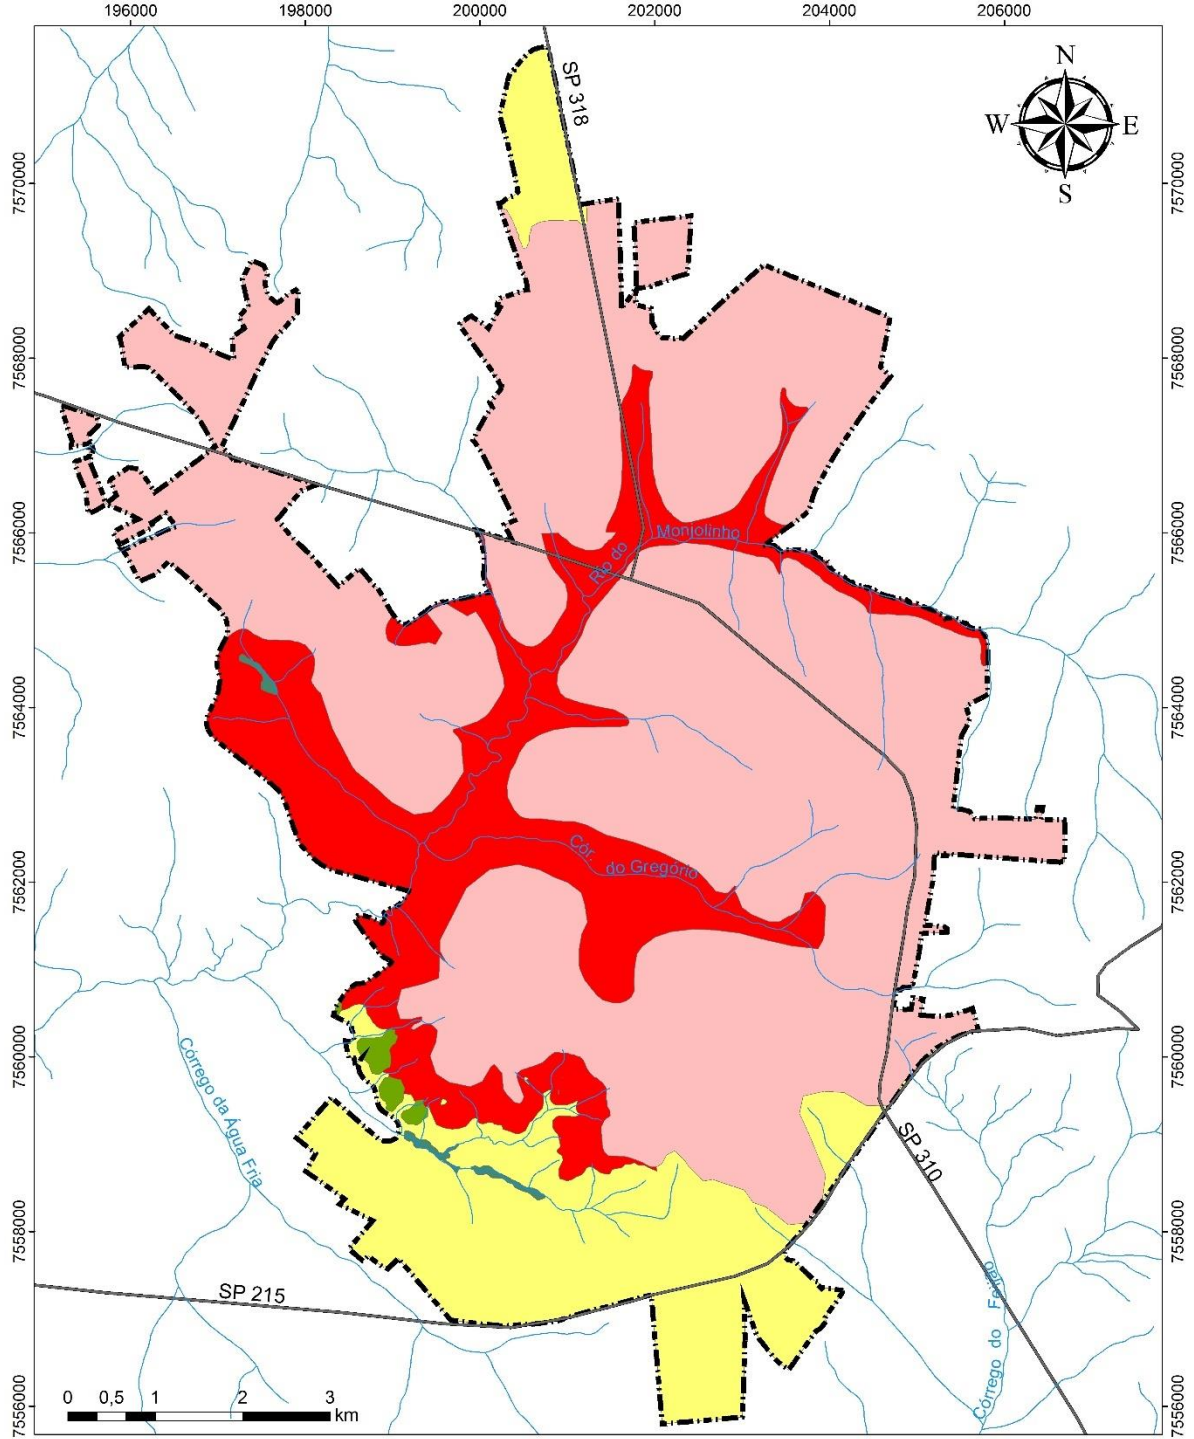 196000 198000 200000 202000 204000 206000
N
W E
S
SP 318
7570000 7570000
7568000 7568000
7566000 7566000
Rio do Monjolinho
7564000 7564000
Cór. do Gregório
7562000 7562000
7560000 7560000
Córrego da Água Fria
SP 310
7558000 7558000
SP 215
Córrego do Feijão
7556000 7556000
0 0,5 1 2 3
km